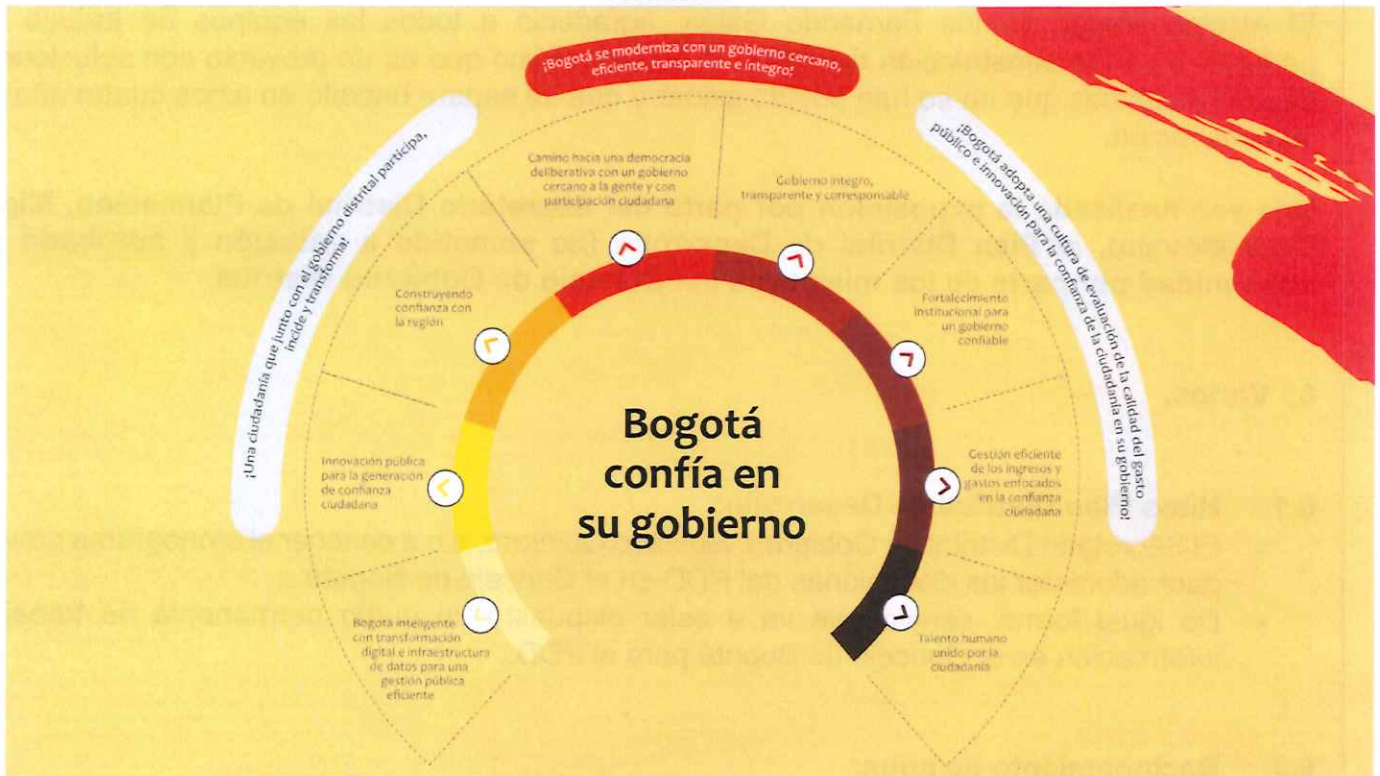 ¡Bogotá se moderniza con un gobierno cercano,
eficiente, transparente e íntegro!
¡Una ciudadanía que junto con el gobierno distrital participa,
incide y transforma!
¡Bogotá adopta una cultura de evaluación de la calidad del gasto
público e innovación para la confianza de la ciudadanía en su gobierno!
Camino hacia una democracia
deliberativa con un gobierno
cercano a la gente y con
participación ciudadana
Gobierno íntegro,
transparente y corresponsable
Construyendo
confianza con
la región
Fortalecimiento
institucional para
un gobierno
confiable
Bogotá
confía en
su gobierno
Innovación pública
para la generación
de confianza
ciudadana
Gestión eficiente
de los ingresos y
gastos enfocados
en la confianza
ciudadana
Bogotá inteligente
con transformación
digital e infraestructura
de datos para una
gestión pública
eficiente
Talento humano
unido por la
ciudadanía